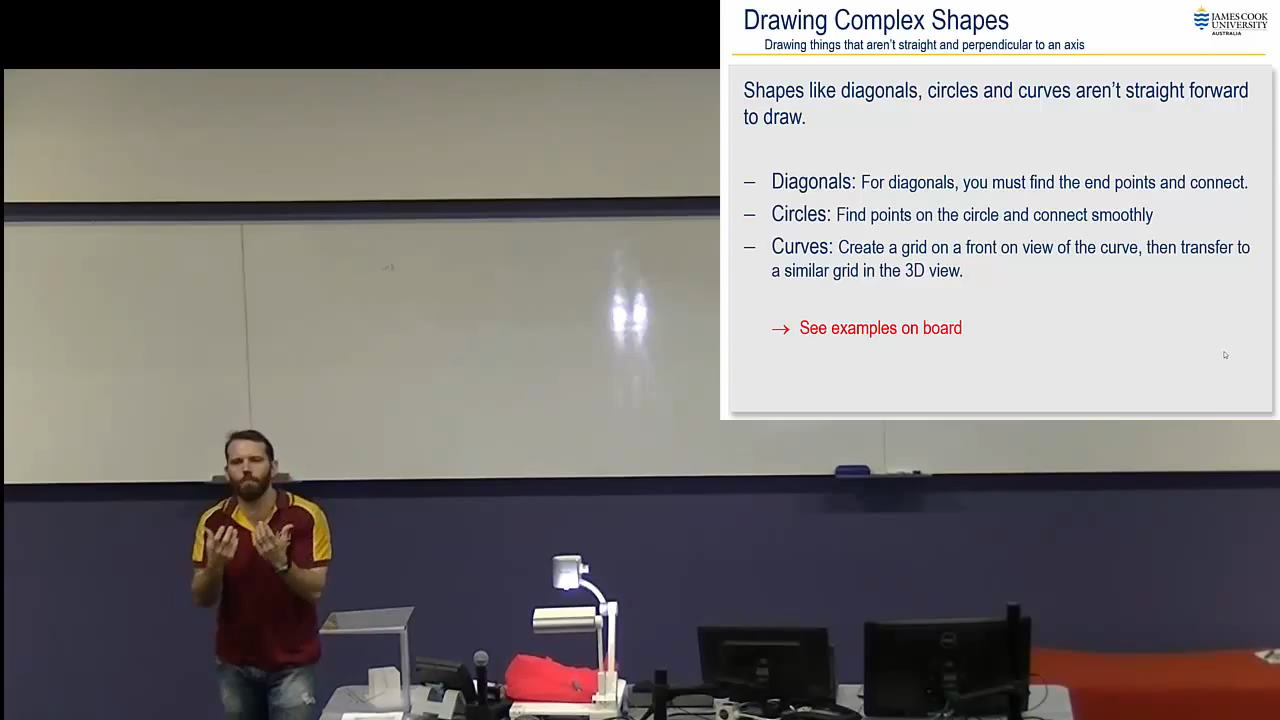 Drawing Complex Shapes
Drawing things that aren't straight and perpendicular to an axis
JAMES COOK
UNIVERSITY
AUSTRALIA
Shapes like diagonals, circles and curves aren't straight forward
to draw.
– Diagonals: For diagonals, you must find the end points and connect.
– Circles: Find points on the circle and connect smoothly
– Curves: Create a grid on a front on view of the curve, then transfer to
a similar grid in the 3D view.
→ See examples on board